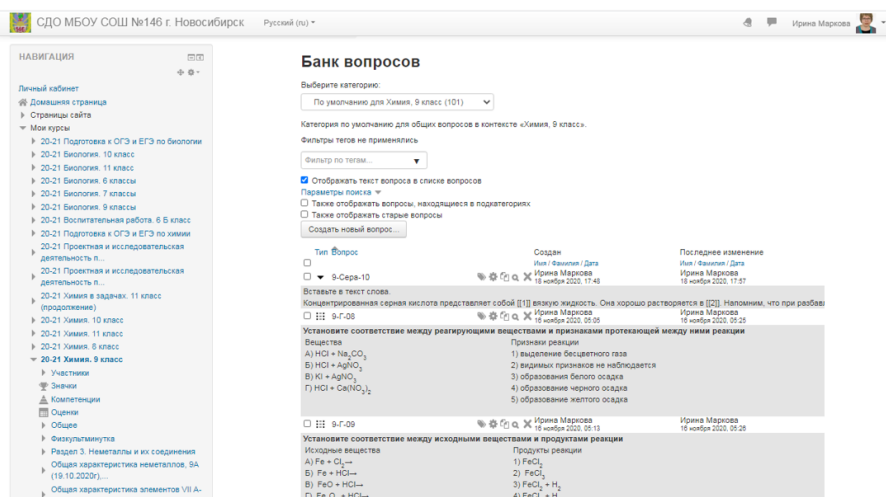 СДО МБОУ СОШ №146 г. Новосибирск Русский (ru) Ирина Маркова
НАВИГАЦИЯ
Личный кабинет
Домашняя страница
Страницы сайта
Мои курсы
20-21 Подготовка к ОГЭ и ЕГЭ по биологии
20-21 Биология. 10 класс
20-21 Биология. 11 класс
20-21 Биология. 6 классы
20-21 Биология. 7 классы
20-21 Биология. 9 классы
20-21 Воспитательная работа. 6 Б класс
20-21 Подготовка к ОГЭ и ЕГЭ по химии
20-21 Проектная и исследовательская
деятельность п...
20-21 Проектная и исследовательская
деятельность п...
20-21 Химия в задачах. 11 класс
(продолжение)
20-21 Химия. 10 класс
20-21 Химия. 11 класс
20-21 Химия. 8 класс
20-21 Химия. 9 класс
Участники
Значки
Компетенции
Оценки
Общее
Физкультминутка
Раздел 3. Неметаллы и их соединения
Общая характеристика неметаллов, 9А
(19.10.2020г),...
Общая характеристика элементов VII А-
Банк вопросов
Выберите категорию:
По умолчанию для Химия, 9 класс (101)
Категория по умолчанию для общих вопросов в контексте «Химия, 9 класс».
Фильтры тегов не применялись
Фильтр по тегам...
Отображать текст вопроса в списке вопросов
Параметры поиска
Также отображать вопросы, находящиеся в подкатегориях
Также отображать старые вопросы
Создать новый вопрос...
Тип Вопрос Создан Последнее изменение
Имя / Фамилия / Дата Имя / Фамилия / Дата
9-Сера-10 Ирина Маркова Ирина Маркова
18 ноября 2020, 17:48 18 ноября 2020, 17:57
Вставьте в текст слова.
Концентрированная серная кислота представляет собой [[1]] вязкую жидкость. Она хорошо растворяется в [[2]]. Напомним, что при разбав
9-Г-08 Ирина Маркова Ирина Маркова
16 ноября 2020, 05:05 16 ноября 2020, 05:25
Установите соответствие между реагирующими веществами и признаками протекающей между ними реакции
Вещества Признаки реакции
А) HCl + Na₂CO₃ 1) выделение бесцветного газа
Б) HCl + AgNO₃ 2) видимых признаков не наблюдается
В) KI + AgNO₃ 3) образования белого осадка
Г) HCl + Ca(NO₃)₂ 4) образование черного осадка
5) образование желтого осадка
9-Г-09 Ирина Маркова Ирина Маркова
16 ноября 2020, 05:13 16 ноября 2020, 05:26
Установите соответствие между исходными веществами и продуктами реакции
Исходные вещества Продукты реакции
А) Fe + Cl₂→ 1) FeCl₂
Б) Fe + HCl→ 2) FeCl₃
В) FeO + HCl→ 3) FeCl₂ + H₂